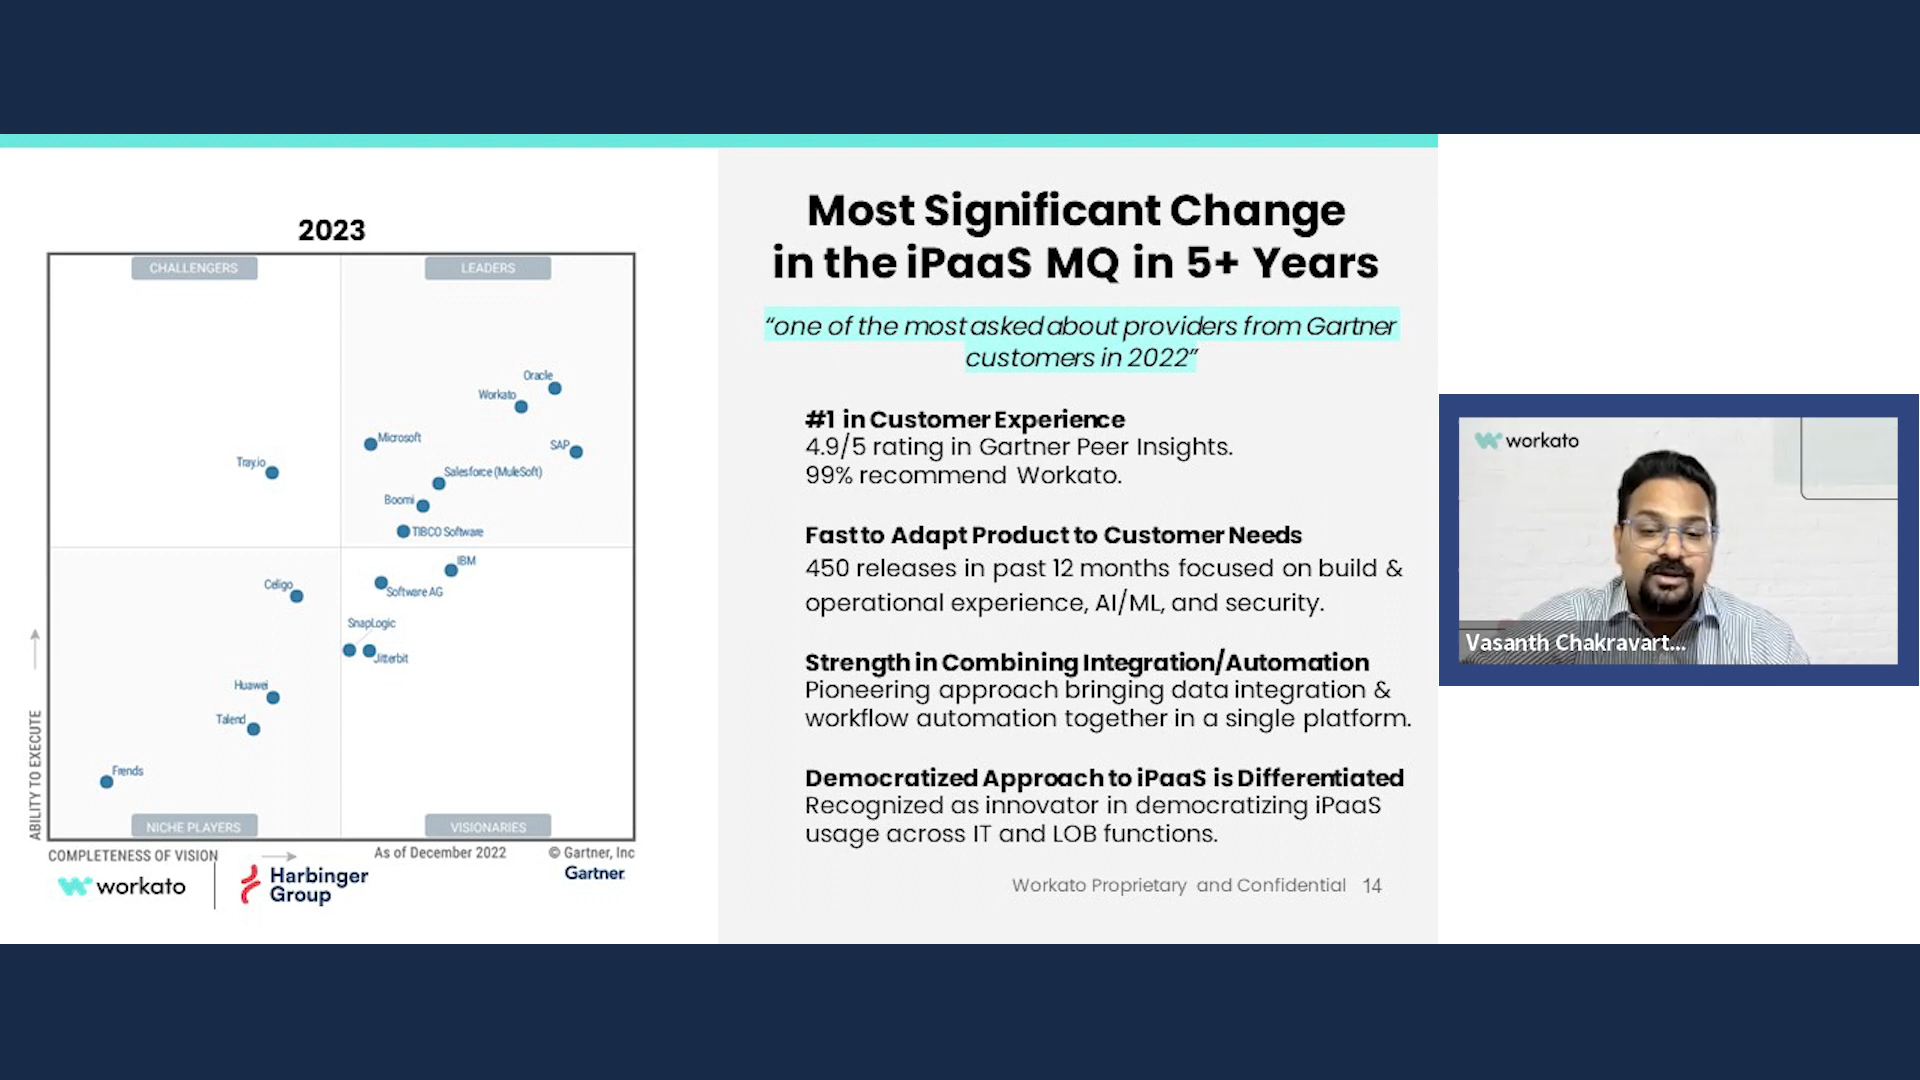 2023
CHALLENGERS
LEADERS
Oracle
Workato
Microsoft
SAP
Tray.io
Salesforce (MuleSoft)
Boomi
TIBCO Software
IBM
Celigo
Software AG
SnapLogic
Jitterbit
Huawei
Talend
Frends
NICHE PLAYERS
VISIONARIES
ABILITY TO EXECUTE
COMPLETENESS OF VISION
As of December 2022
© Gartner, Inc
Gartner
workato
Harbinger
Group
Most Significant Change
in the iPaaS MQ in 5+ Years
“one of the most asked about providers from Gartner
customers in 2022”
#1 in Customer Experience
4.9/5 rating in Gartner Peer Insights.
99% recommend Workato.
Fast to Adapt Product to Customer Needs
450 releases in past 12 months focused on build &
operational experience, AI/ML, and security.
Strength in Combining Integration/Automation
Pioneering approach bringing data integration &
workflow automation together in a single platform.
Democratized Approach to iPaaS is Differentiated
Recognized as innovator in democratizing iPaaS
usage across IT and LOB functions.
Workato Proprietary and Confidential 14
workato
Vasanth Chakravart...